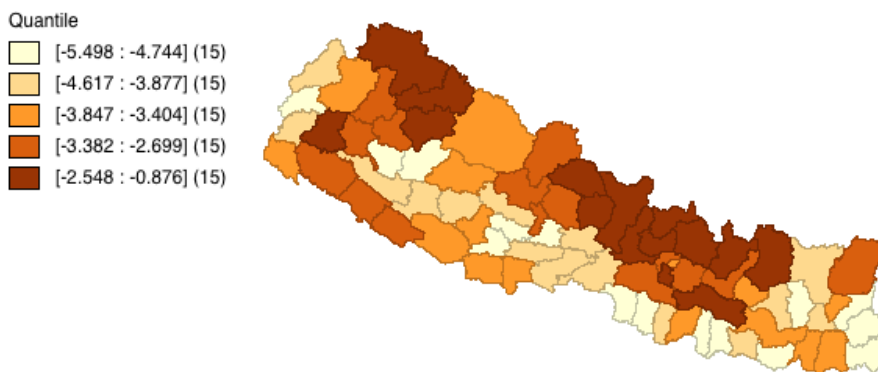 Quantile
[-5.498 : -4.744] (15)
[-4.617 : -3.877] (15)
[-3.847 : -3.404] (15)
[-3.382 : -2.699] (15)
[-2.548 : -0.876] (15)